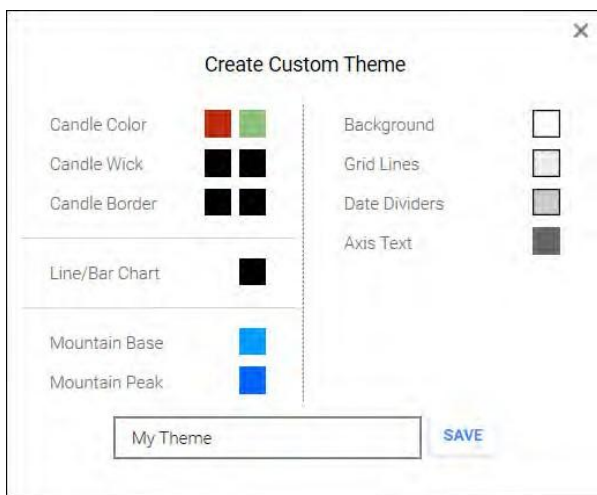 Create Custom Theme
Candle Color
Candle Wick
Candle Border
Line/Bar Chart
Mountain Base
Mountain Peak
Background
Grid Lines
Date Dividers
Axis Text
My Theme
SAVE